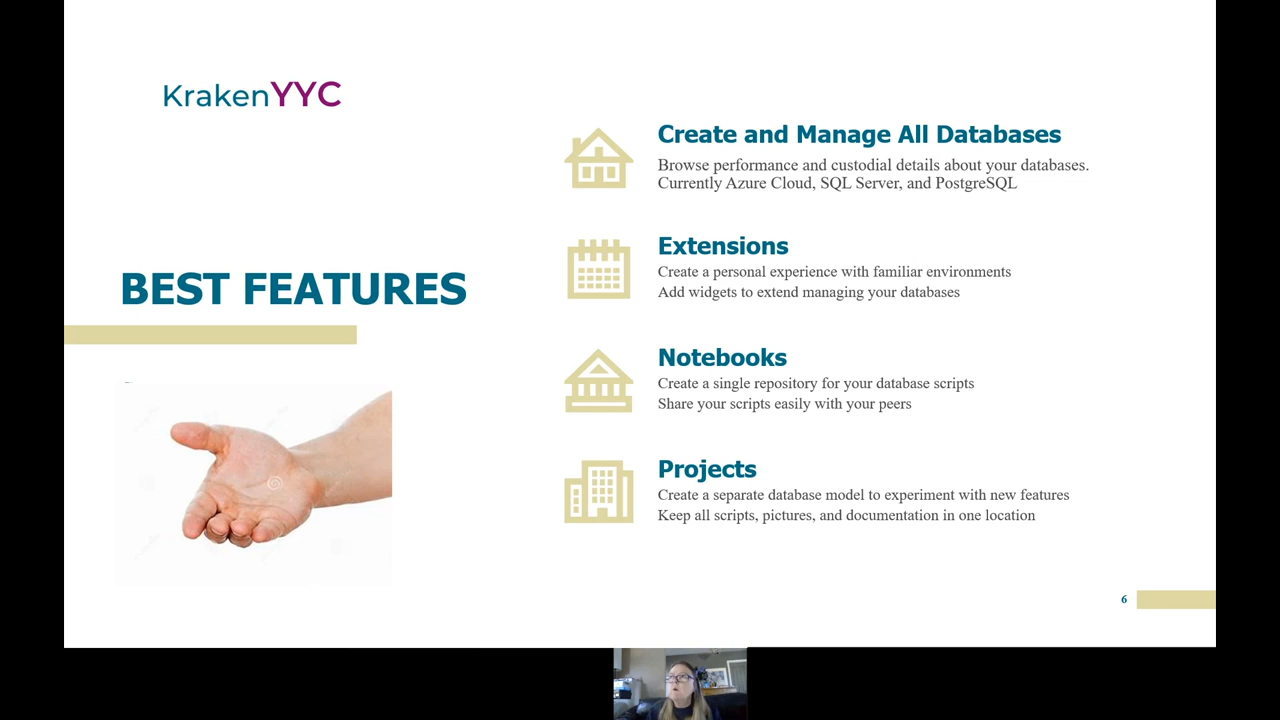 KrakenYYC
BEST FEATURES
Create and Manage All Databases
Browse performance and custodial details about your databases.
Currently Azure Cloud, SQL Server, and PostgreSQL
Extensions
Create a personal experience with familiar environments
Add widgets to extend managing your databases
Notebooks
Create a single repository for your database scripts
Share your scripts easily with your peers
Projects
Create a separate database model to experiment with new features
Keep all scripts, pictures, and documentation in one location
6